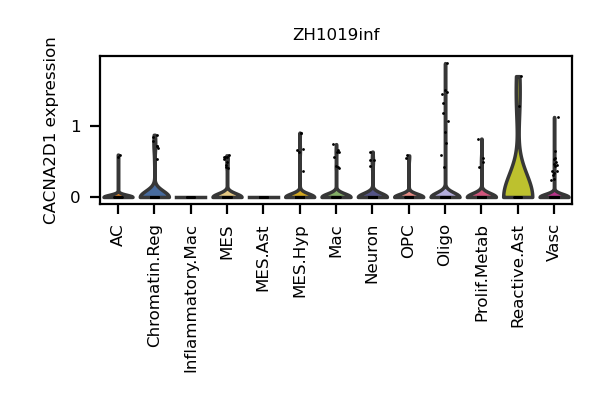 ZH1019inf
CACNA2D1 expression
1
0
AC
Chromatin.Reg
Inflammatory.Mac
MES
MES.Ast
MES.Hyp
Mac
Neuron
OPC
Oligo
Prolif.Metab
Reactive.Ast
Vasc